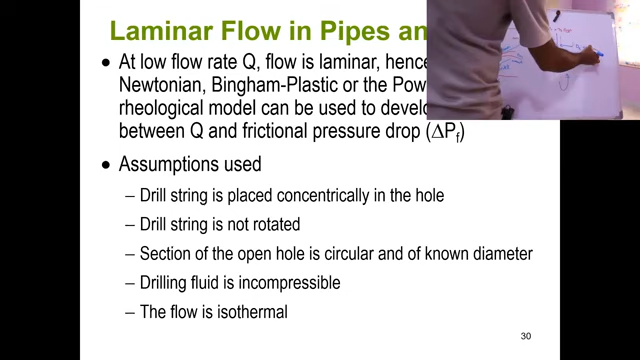 Laminar Flow in Pipes an
• At low flow rate Q, flow is laminar, hence
Newtonian, Bingham-Plastic or the Pow
rheological model can be used to develo
between Q and frictional pressure drop (∆Pf)
• Assumptions used
– Drill string is placed concentrically in the hole
– Drill string is not rotated
– Section of the open hole is circular and of known diameter
– Drilling fluid is incompressible
– The flow is isothermal
30